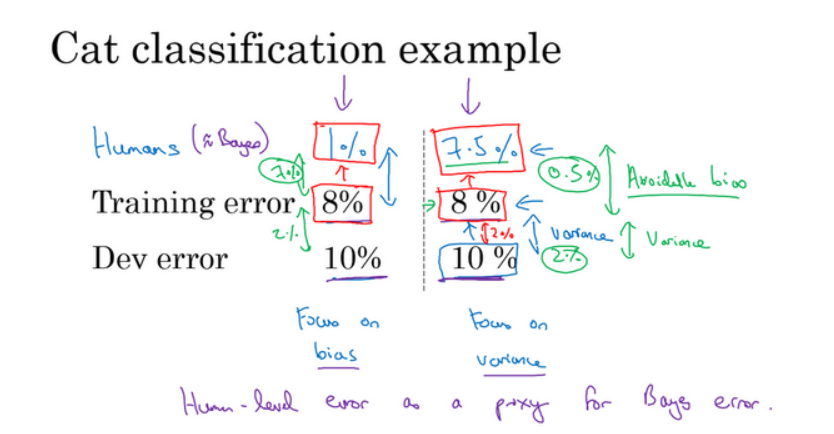 Cat classification example
Humans (≈ Bayes) 1% 7.5%
7% 0.5% Avoidable bias
Training error 8% 8 %
2% 2% variance Variance
Dev error 10% 10 % 2%
Focus on Focus on
bias variance
Human-level error as a proxy for Bayes error.